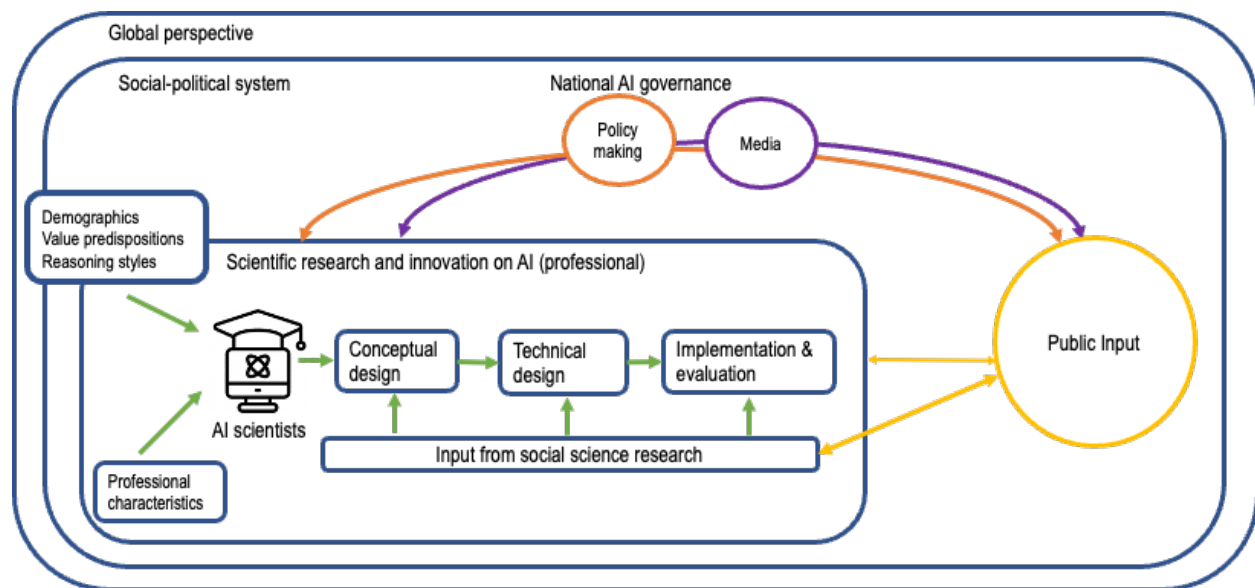 Global perspective
Social-political system
National AI governance
Policy
making
Media
Demographics
Value predispositions
Reasoning styles
Scientific research and innovation on AI (professional)
Conceptual
design
Technical
design
Implementation &
evaluation
Public Input
AI scientists
Input from social science research
Professional
characteristics